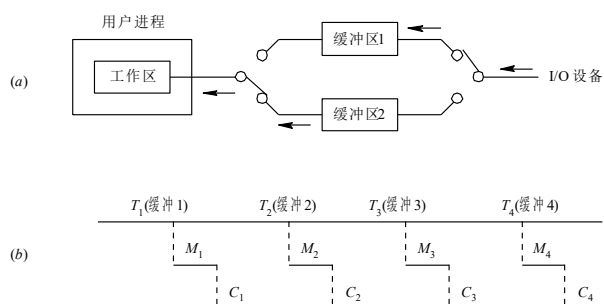 用户进程
工作区
缓冲区1
缓冲区2
I/O 设备
(a)
T1(缓冲1) T2(缓冲2) T3(缓冲3) T4(缓冲4)
(b)
M1 M2 M3 M4
C1 C2 C3 C4